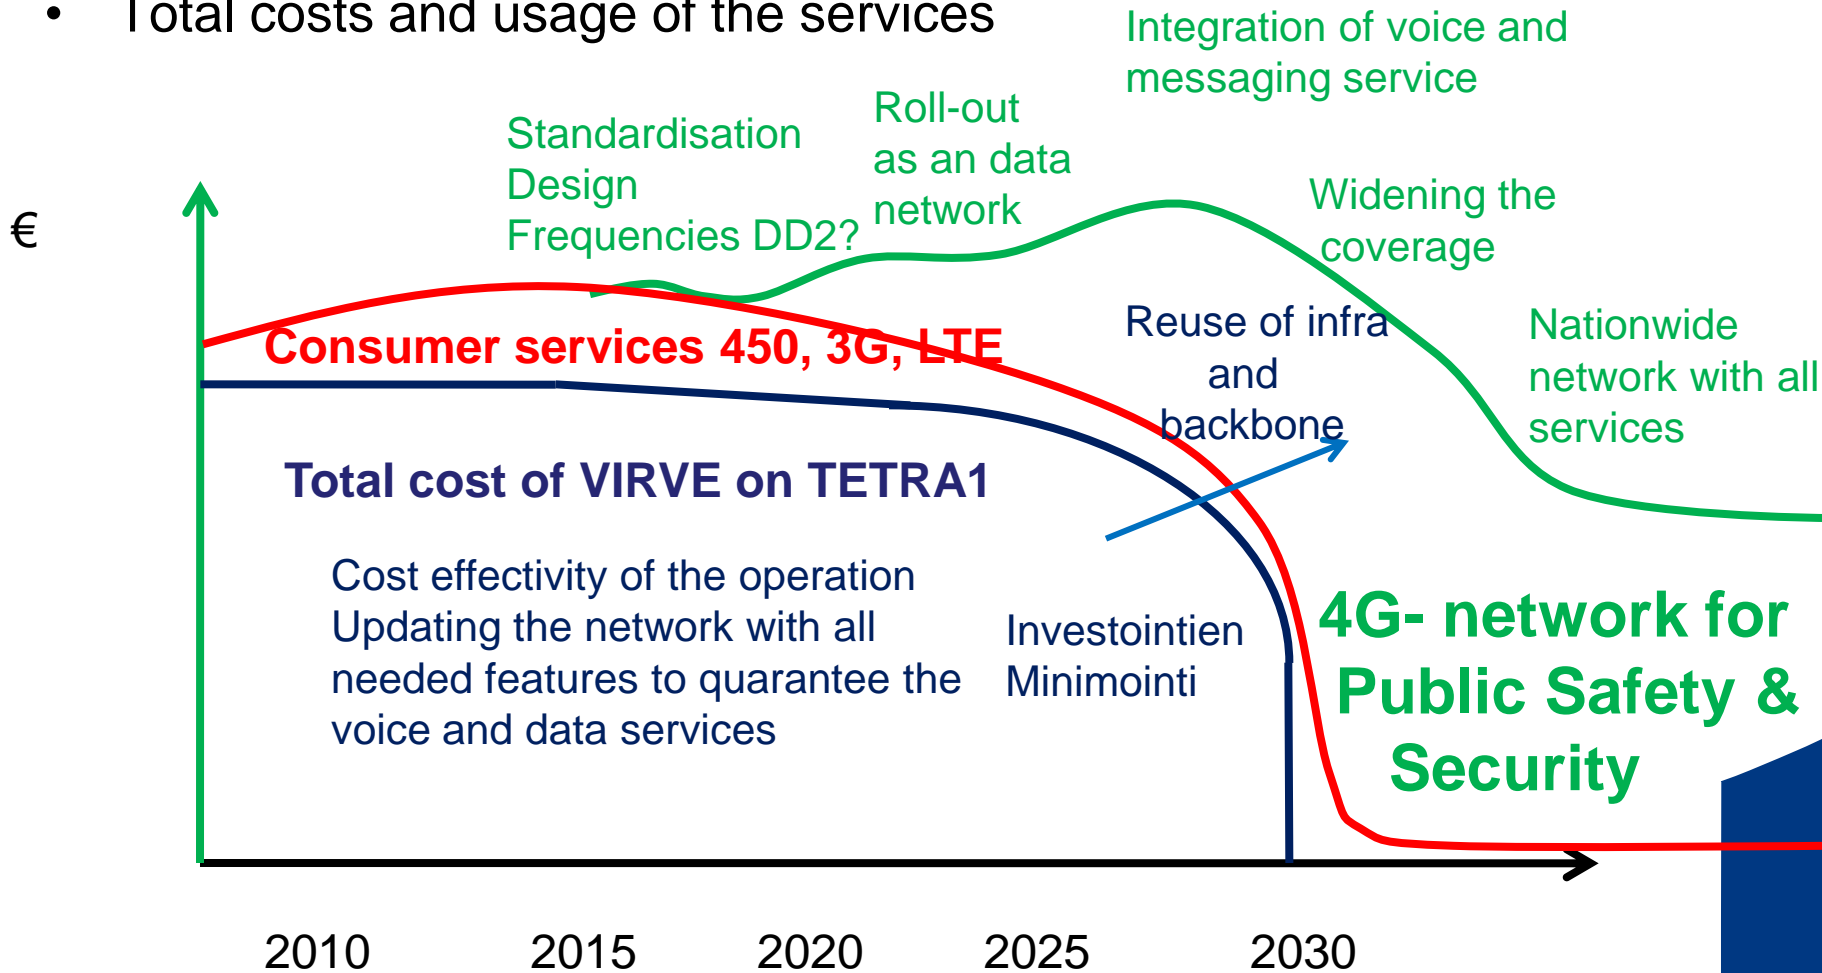 • Total costs and usage of the services
Integration of voice and
messaging service
Roll-out
as an data
network
Standardisation
Design
Frequencies DD2?
Widening the
coverage
€
Reuse of infra
and
backbone
Nationwide
network with all
services
Consumer services 450, 3G, LTE
Total cost of VIRVE on TETRA1
Cost effectivity of the operation
Updating the network with all
needed features to quarantee the
voice and data services
Investointien
Minimointi
4G- network for
Public Safety &
Security
2010 2015 2020 2025 2030